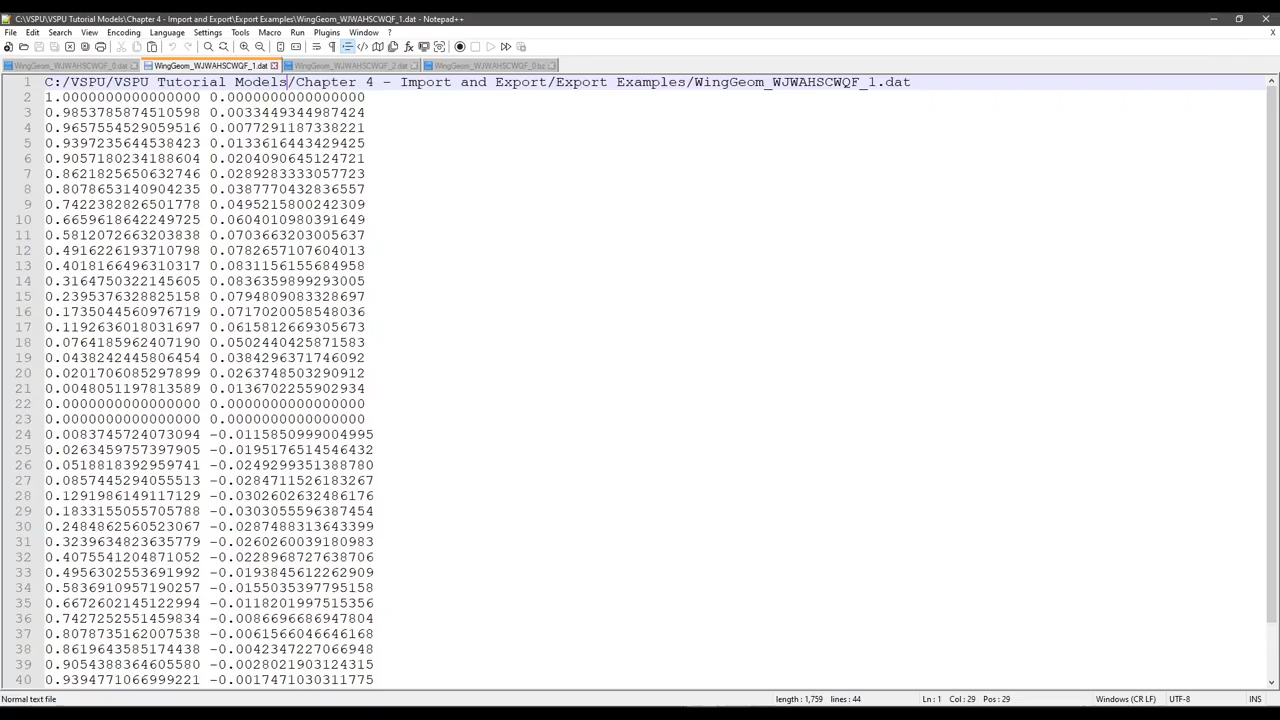 C:\VSPU\VSPU Tutorial Models\Chapter 4 - Import and Export\Export Examples\WingGeom_WJWAHSCWQF_1.dat - Notepad++
File Edit Search View Encoding Language Settings Tools Macro Run Plugins Window ? X
WingGeom_WJWAHSCWQF_0.dat WingGeom_WJWAHSCWQF_1.dat WingGeom_WJWAHSCWQF_2.dat WingGeom_WJWAHSCWQF_0.bz
1 C:/VSPU/VSPU Tutorial Models/Chapter 4 - Import and Export/Export Examples/WingGeom_WJWAHSCWQF_1.dat
2 1.0000000000000000 0.0000000000000000
3 0.9853785874510598 0.0033449344987424
4 0.9657554529059516 0.0077291187338221
5 0.9397235644538423 0.0133616443429425
6 0.9057180234188604 0.0204090645124721
7 0.8621825650632746 0.0289283333057723
8 0.8078653140904235 0.0387770432836557
9 0.7422382826501778 0.0495215800242309
10 0.6659618642249725 0.0604010980391649
11 0.5812072663203838 0.0703663203005637
12 0.4916226193710798 0.0782657107604013
13 0.4018166496310317 0.0831156155684958
14 0.3164750322145605 0.0836359899293005
15 0.2395376328825158 0.0794809083328697
16 0.1735044560976719 0.0717020058548036
17 0.1192636018031697 0.0615812669305673
18 0.0764185962407190 0.0502440425871583
19 0.0438242445806454 0.0384296371746092
20 0.0201706085297899 0.0263748503290912
21 0.0048051197813589 0.0136702255902934
22 0.0000000000000000 0.0000000000000000
23 0.0000000000000000 0.0000000000000000
24 0.0083745724073094 -0.0115850999004995
25 0.0263459757397905 -0.0195176514546432
26 0.0518818392959741 -0.0249299351388780
27 0.0857445294055513 -0.0284711526183267
28 0.1291986149117129 -0.0302602632486176
29 0.1833155055705788 -0.0303055596387454
30 0.2484862560523067 -0.0287488313643399
31 0.3239634823635779 -0.0260260039180983
32 0.4075541204871052 -0.0228968727638706
33 0.4956302553691992 -0.0193845612262909
34 0.5836910957190257 -0.0155035397795158
35 0.6672602145122994 -0.0118201997515356
36 0.7427252551459834 -0.0086696686947804
37 0.8078735162007538 -0.0061566046646168
38 0.8619643585174438 -0.0042347227066948
39 0.9054388364605580 -0.0028021903124315
40 0.9394771066999221 -0.0017471030311775
Normal text file length : 1,759 lines : 44 Ln : 1 Col : 29 Pos : 29 Windows (CR LF) UTF-8 INS